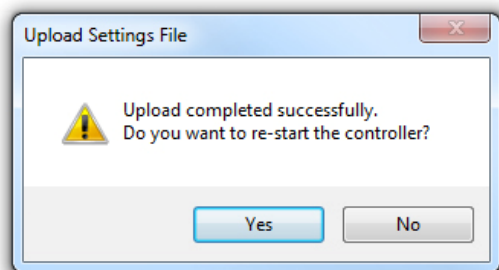 Upload Settings File
Upload completed successfully.
Do you want to re-start the controller?
Yes
No